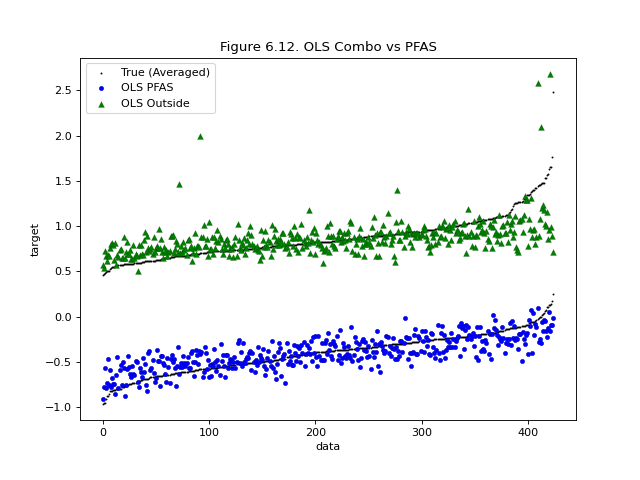 Figure 6.12. OLS Combo vs PFAS
True (Averaged)
OLS PFAS
OLS Outside
2.5
2.0
1.5
1.0
0.5
0.0
−0.5
−1.0
target
0 100 200 300 400
data